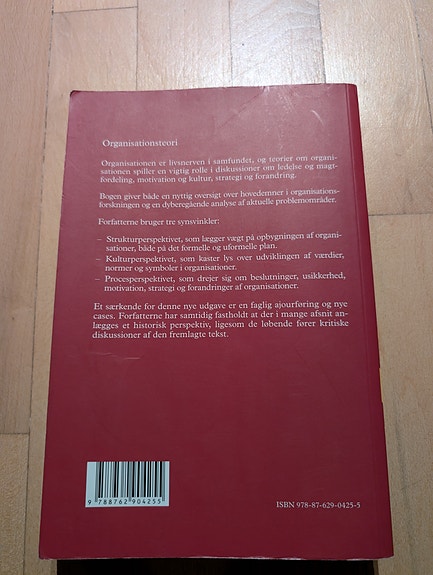 Organisationsteori
Organisationen er livsnerven i samfundet, og teorier om organi-
sationen spiller en vigtig rolle i diskussionen om ledelse og magt-
fordeling, motivation og kultur, strategi og forandring.
Bogen giver både en nyttig oversigt over hovedemner i organisations-
forskningen og en dyberegående analyse af aktuelle problemområder.
Forfatterne bruger tre synsvinkler:
– Strukturperspektivet, som lægger vægt på opbygningen af organi-
sationer, både på det formelle og uformelle plan.
– Kulturperspektivet, som kaster lys over udviklingen af værdier,
normer og symboler i organisationer.
– Procesperspektivet, som drejer sig om beslutninger, usikkerhed,
motivation, strategi og forandringer af organisationer.
Et særkende for denne nye udgave er en faglig ajourføring og nye
cases. Forfatterne har samtidig fastholdt at der i mange afsnit an-
lægges et historisk perspektiv, ligesom de løbende fører kritiske
diskussioner af den fremlagte tekst.
9 788762 904255
ISBN 978-87-629-0425-5